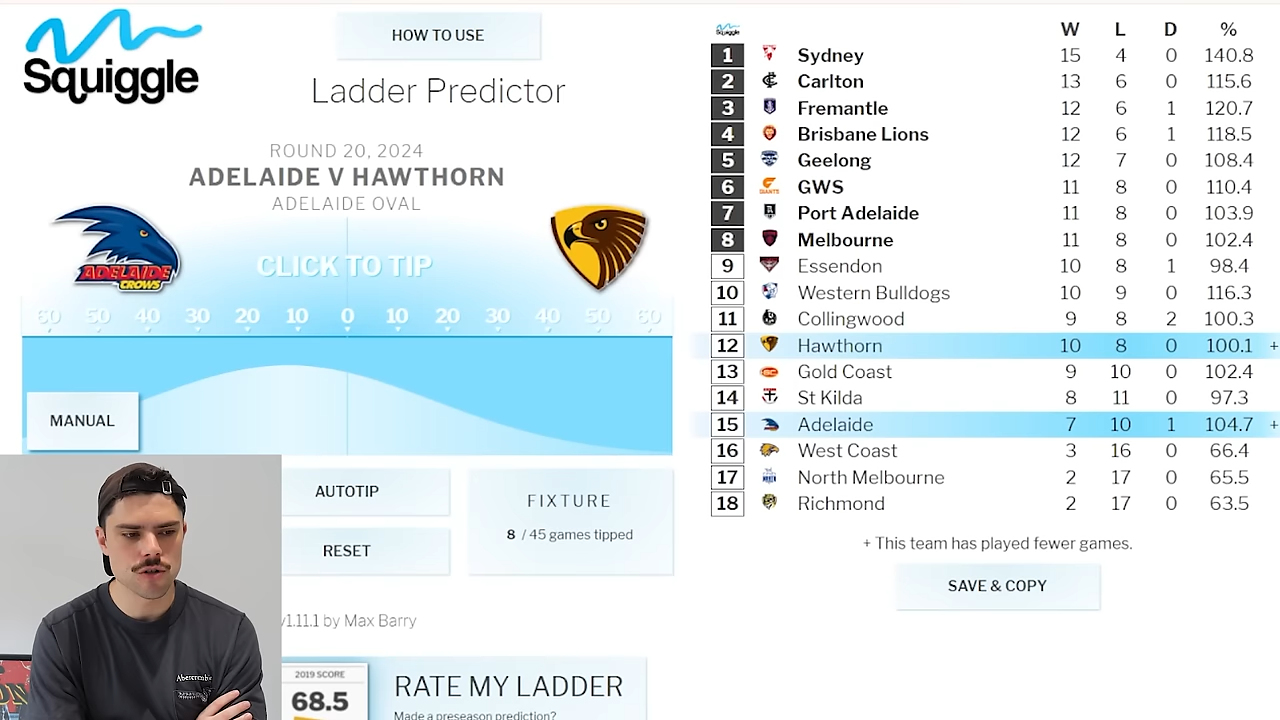 Squiggle
HOW TO USE
Ladder Predictor
ROUND 20, 2024
ADELAIDE V HAWTHORN
ADELAIDE OVAL
ADELAIDE
CROWS
CLICK TO TIP
60 50 40 30 20 10 0 10 20 30 40 50 60
MANUAL
AUTOTIP
RESET
FIXTURE
8 / 45 games tipped
v1.11.1 by Max Barry
2019 SCORE
68.5
RATE MY LADDER
Made a preseason prediction?
Squiggle W L D %
1 Sydney 15 4 0 140.8
2 Carlton 13 6 0 115.6
3 Fremantle 12 6 1 120.7
4 Brisbane Lions 12 6 1 118.5
5 Geelong 12 7 0 108.4
6 GWS 11 8 0 110.4
7 Port Adelaide 11 8 0 103.9
8 Melbourne 11 8 0 102.4
9 Essendon 10 8 1 98.4
10 Western Bulldogs 10 9 0 116.3
11 Collingwood 9 8 2 100.3
12 Hawthorn 10 8 0 100.1 +
13 Gold Coast 9 10 0 102.4
14 St Kilda 8 11 0 97.3
15 Adelaide 7 10 1 104.7 +
16 West Coast 3 16 0 66.4
17 North Melbourne 2 17 0 65.5
18 Richmond 2 17 0 63.5
+ This team has played fewer games.
SAVE & COPY